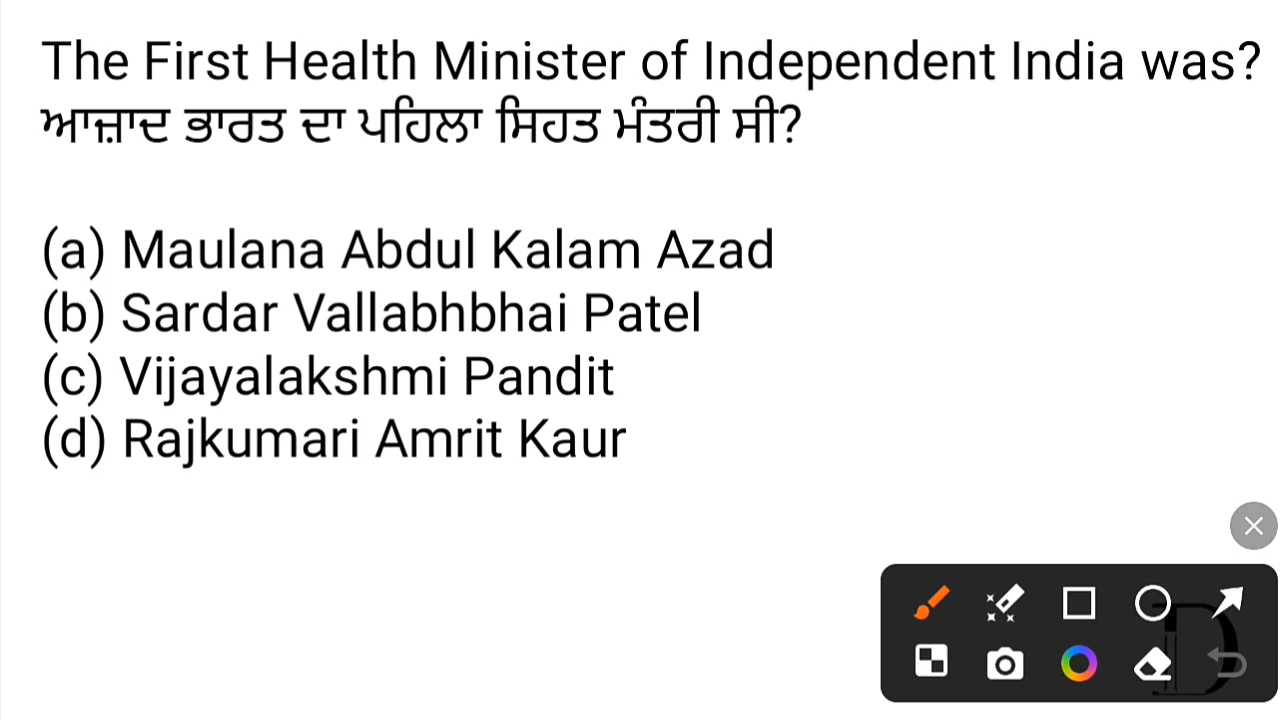 The First Health Minister of Independent India was?
ਆਜ਼ਾਦ ਭਾਰਤ ਦਾ ਪਹਿਲਾ ਸਿਹਤ ਮੰਤਰੀ ਸੀ?
(a) Maulana Abdul Kalam Azad
(b) Sardar Vallabhbhai Patel
(c) Vijayalakshmi Pandit
(d) Rajkumari Amrit Kaur